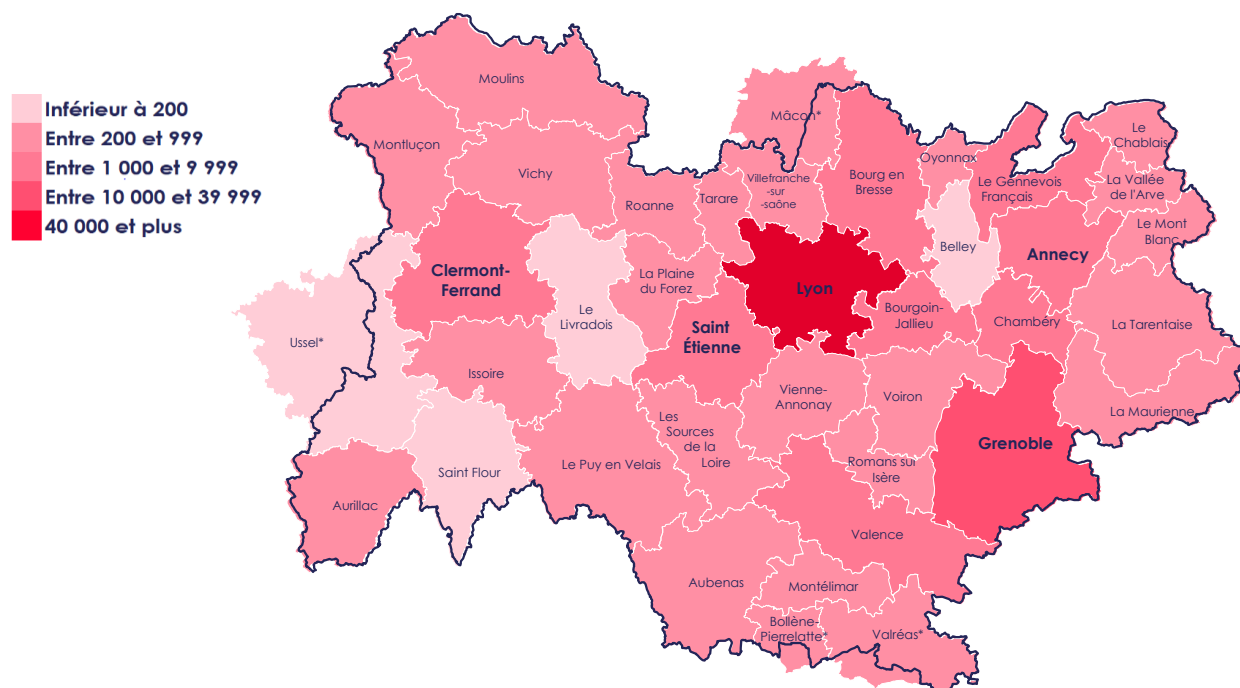 Inférieur à 200
Entre 200 et 999
Entre 1 000 et 9 999
Entre 10 000 et 39 999
40 000 et plus
Moulins
Montluçon
Vichy
Roanne
Tarare
Mâcon*
Villefranche
-sur
-saône
Bourg en
Bresse
Oyonnax
Le Gennevois
Français
Le
Chablais
La Vallée
de l'Arve
Le Mont
Blanc
Belley
Annecy
Clermont-
Ferrand
La Plaine
du Forez
Lyon
Le
Livradois
Saint
Étienne
Bourgoin-
Jallieu
Chambéry
La Tarentaise
Ussel*
Issoire
Vienne-
Annonay
Voiron
La Maurienne
Les
Sources
de la
Loire
Grenoble
Le Puy en Velais
Saint Flour
Romans sur
Isère
Aurillac
Valence
Aubenas
Montélimar
Bollène-
Pierrelatte*
Valréas*